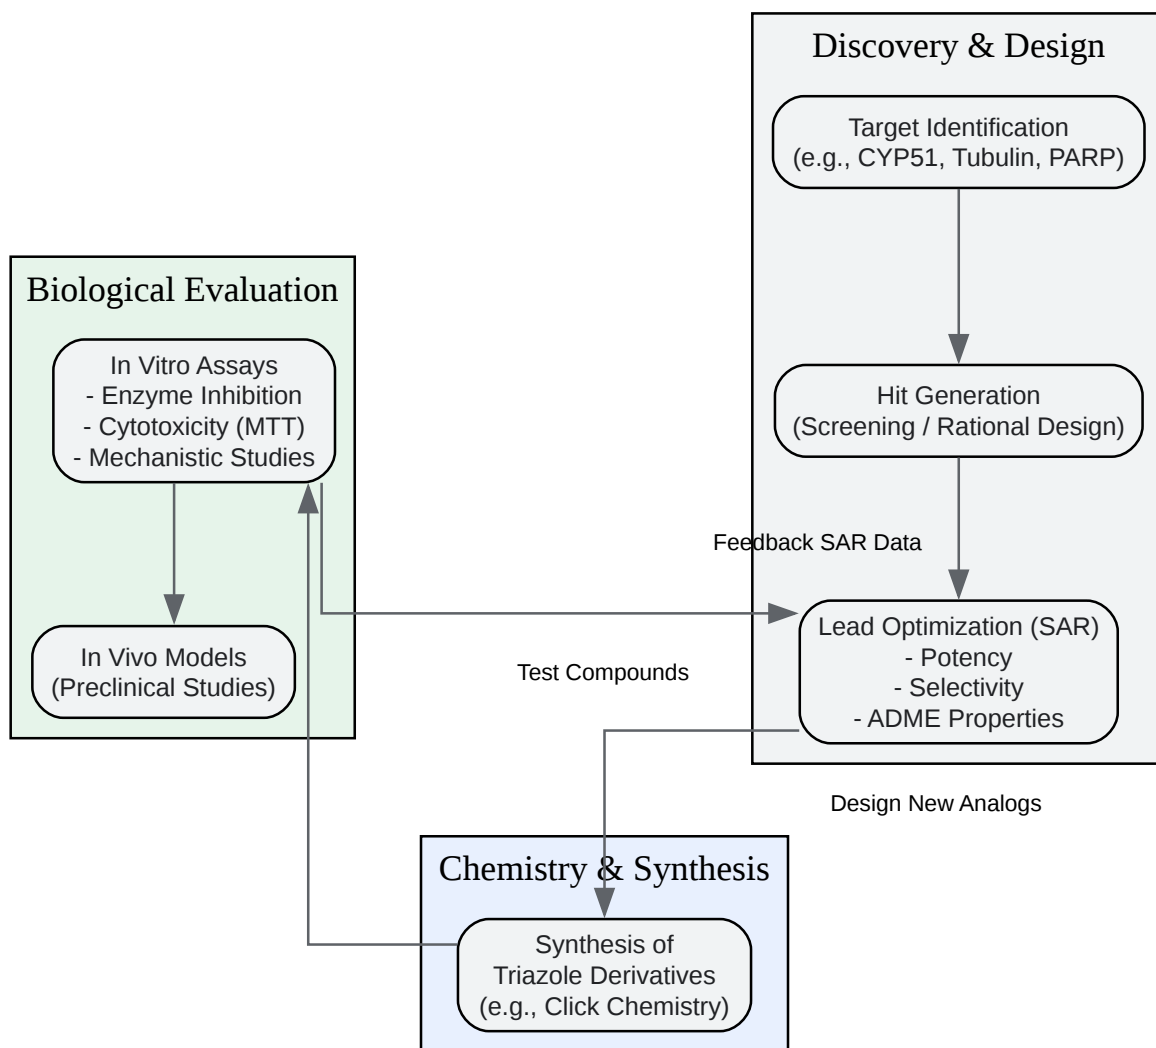 Discovery & Design
Target Identification
(e.g., CYP51, Tubulin, PARP)
Hit Generation
(Screening / Rational Design)
Feedback SAR Data
Lead Optimization (SAR)
- Potency
- Selectivity
- ADME Properties
Biological Evaluation
In Vitro Assays
- Enzyme Inhibition
- Cytotoxicity (MTT)
- Mechanistic Studies
In Vivo Models
(Preclinical Studies)
Test Compounds
Design New Analogs
Chemistry & Synthesis
Synthesis of
Triazole Derivatives
(e.g., Click Chemistry)